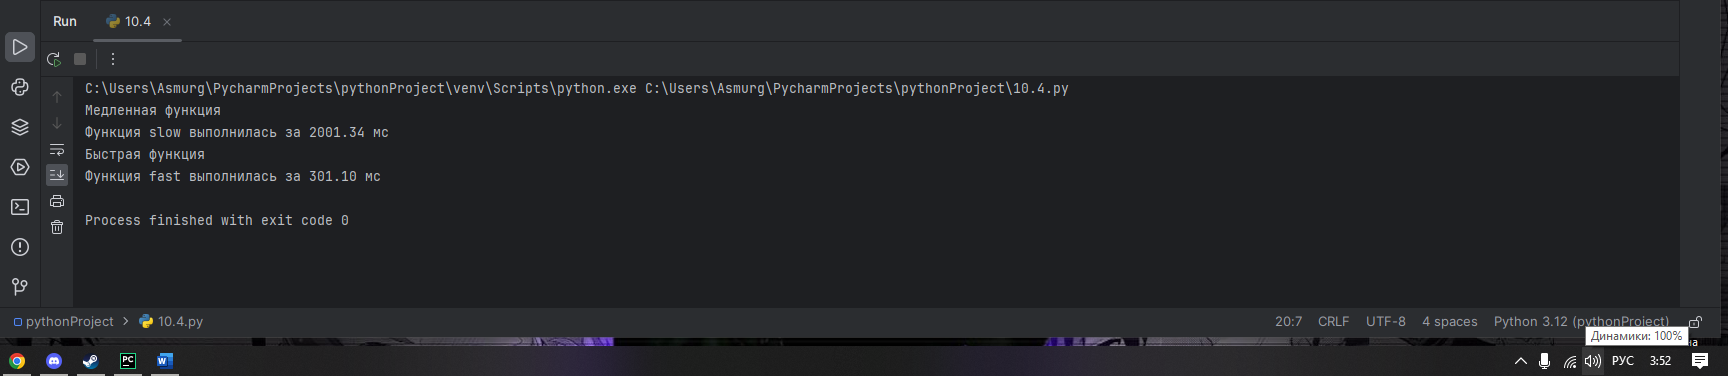 Run 10.4
C:\Users\Asmurg\PycharmProjects\pythonProject\venv\Scripts\python.exe C:\Users\Asmurg\PycharmProjects\pythonProject\10.4.py
Медленная функция
Функция slow выполнилась за 2001.34 мс
Быстрая функция
Функция fast выполнилась за 301.10 мс
Process finished with exit code 0
pythonProject > 10.4.py 20:7 CRLF UTF-8 4 spaces Python 3.12 (pythonProject)
Динамики: 100%
PC W РУС 3:52